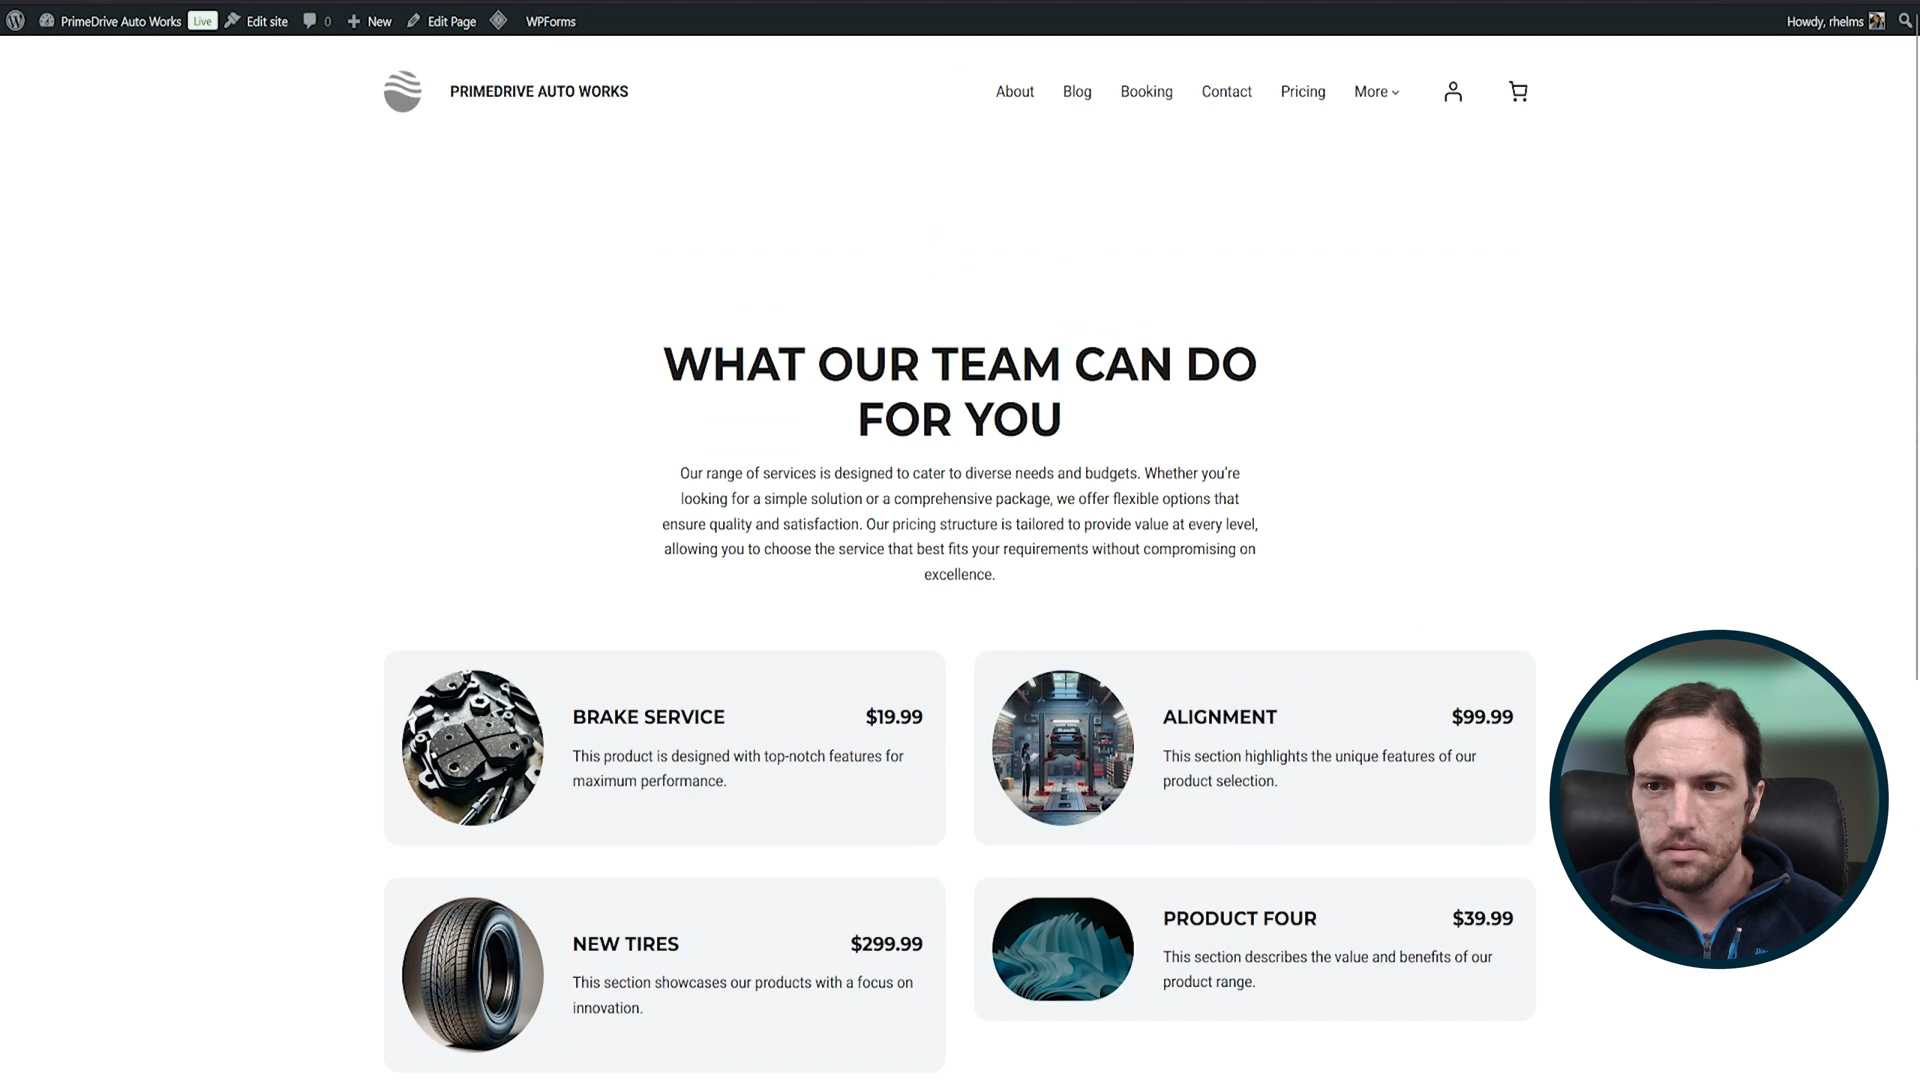 PrimeDrive Auto Works Live Edit site 0 New Edit Page WPForms Howdy, rhelms
PRIMEDRIVE AUTO WORKS About Blog Booking Contact Pricing More
WHAT OUR TEAM CAN DO
FOR YOU
Our range of services is designed to cater to diverse needs and budgets. Whether you're
looking for a simple solution or a comprehensive package, we offer flexible options that
ensure quality and satisfaction. Our pricing structure is tailored to provide value at every level,
allowing you to choose the service that best fits your requirements without compromising on
excellence.
BRAKE SERVICE $19.99
This product is designed with top-notch features for
maximum performance.
ALIGNMENT $99.99
This section highlights the unique features of our
product selection.
NEW TIRES $299.99
This section showcases our products with a focus on
innovation.
PRODUCT FOUR $39.99
This section describes the value and benefits of our
product range.